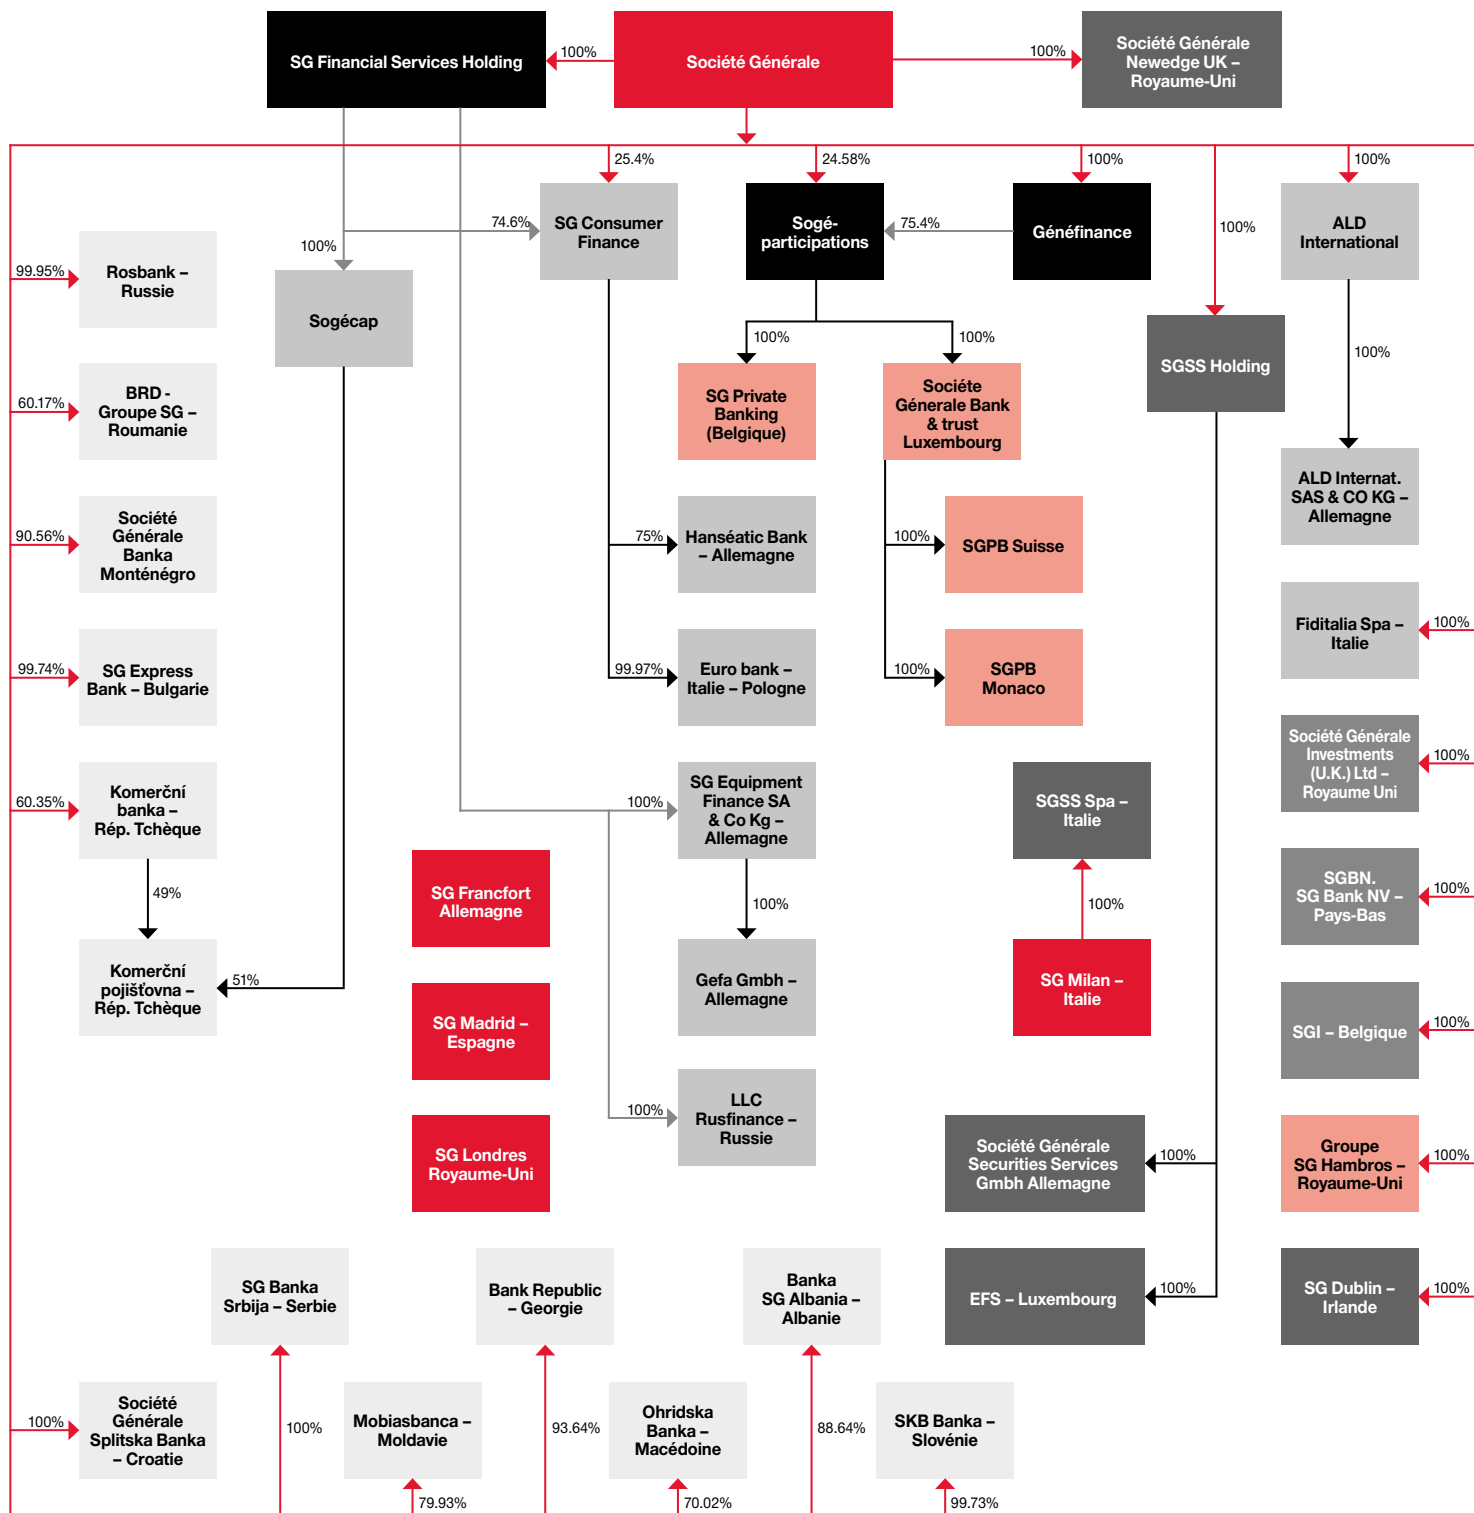 SG Financial Services Holding
100%
Société Générale
100%
Société Générale
Newedge UK –
Royaume-Uni
25.4%
24.58%
100%
100%
SG Consumer
Finance
Sogé-
participations
Généfinance
ALD
International
74.6%
75.4%
100%
100%
99.95%
Rosbank –
Russie
Sogécap
100%
100%
SGSS Holding
100%
60.17%
BRD -
Groupe SG –
Roumanie
SG Private
Banking
(Belgique)
Sociéte
Génerale Bank
& trust
Luxembourg
ALD Internat.
SAS & CO KG –
Allemagne
90.56%
Société
Générale
Banka
Monténégro
75%
Hanséatic Bank
– Allemagne
100%
SGPB Suisse
Fiditalia Spa –
Italie
100%
99.74%
SG Express
Bank – Bulgarie
99.97%
Euro bank –
Italie – Pologne
100%
SGPB
Monaco
Société Générale
Investments
(U.K.) Ltd –
Royaume Uni
100%
60.35%
Komerční
banka –
Rép. Tchèque
100%
SG Equipment
Finance SA
& Co Kg –
Allemagne
SGSS Spa –
Italie
49%
SG Francfort
Allemagne
100%
100%
SGBN.
SG Bank NV –
Pays-Bas
100%
Komerční
pojišťovna –
Rép. Tchèque
51%
Gefa Gmbh –
Allemagne
SG Milan –
Italie
SG Madrid –
Espagne
SGI – Belgique
100%
100%
LLC
Rusfinance –
Russie
SG Londres
Royaume-Uni
Société Générale
Securities Services
Gmbh Allemagne
100%
Groupe
SG Hambros –
Royaume-Uni
100%
SG Banka
Srbija – Serbie
Bank Republic
– Georgie
Banka
SG Albania –
Albanie
EFS – Luxembourg
100%
SG Dublin –
Irlande
100%
100%
Société
Générale
Splitska Banka
– Croatie
100%
Mobiasbanca –
Moldavie
93.64%
Ohridska
Banka –
Macédoine
88.64%
SKB Banka –
Slovénie
79.93%
70.02%
99.73%